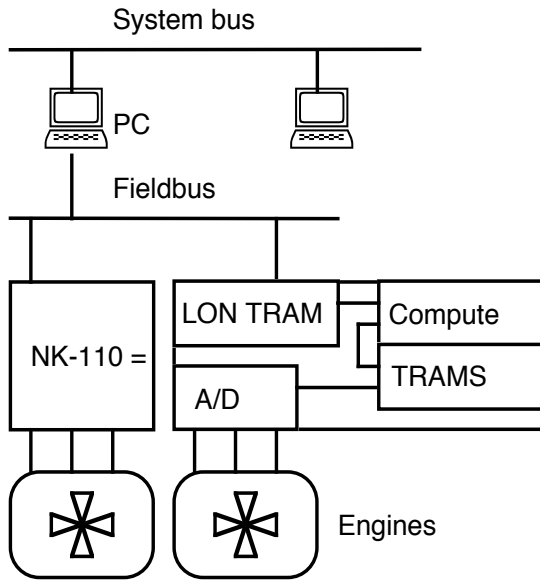 System bus
PC
Fieldbus
LON TRAM
Compute
NK-110 =
TRAMS
A/D
Engines